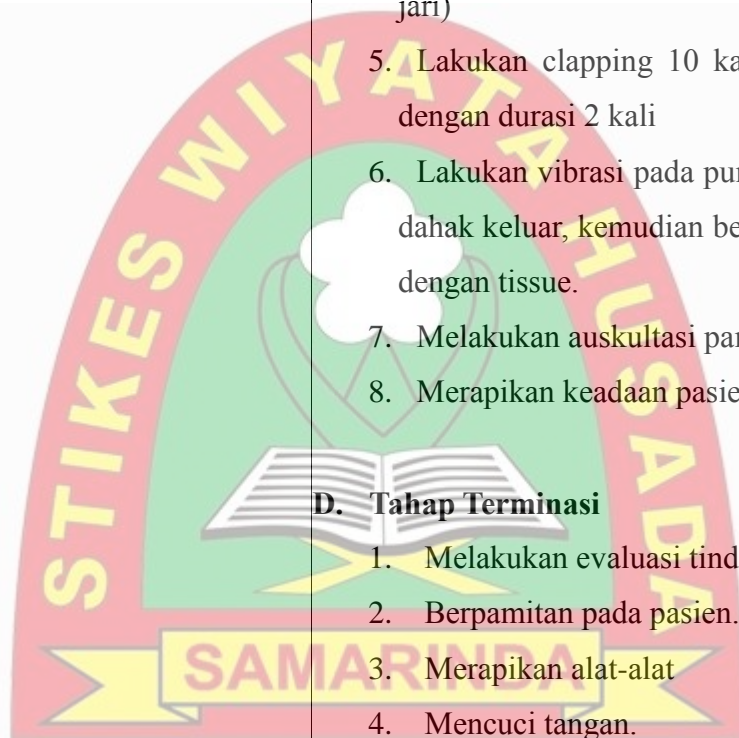 jari)
5. Lakukan clapping 10 ka
dengan durasi 2 kali
6. Lakukan vibrasi pada pu
dahak keluar, kemudian be
dengan tissue.
7. Melakukan auskultasi pa
8. Merapikan keadaan pasie
D. Tahap Terminasi
1. Melakukan evaluasi tind
2. Berpamitan pada pasien.
3. Merapikan alat-alat
4. Mencuci tangan.
STIKES WIYATA HUSADA
SAMARINDA